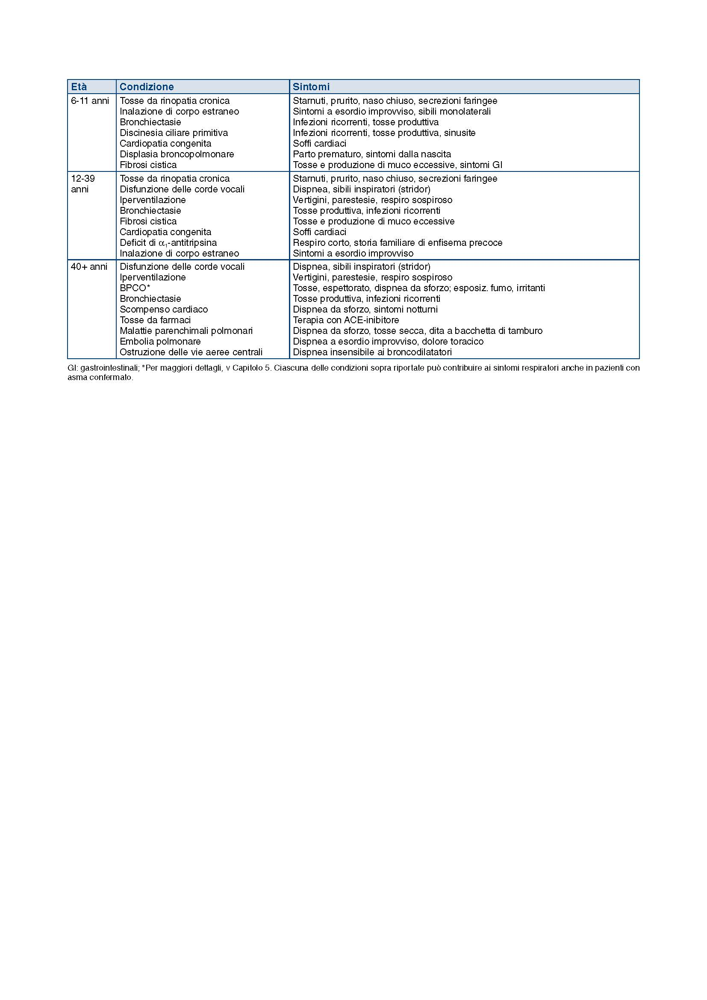 Età Condizione Sintomi
6-11 anni Tosse da rinopatia cronica Starnuti, prurito, naso chiuso, secrezioni faringee
Inalazione di corpo estraneo Sintomi a esordio improvviso, sibili monolaterali
Bronchiectasie Infezioni ricorrenti, tosse produttiva
Discinesia ciliare primitiva Infezioni ricorrenti, tosse produttiva, sinusite
Cardiopatia congenita Soffi cardiaci
Displasia broncopolmonare Parto prematuro, sintomi dalla nascita
Fibrosi cistica Tosse e produzione di muco eccessive, sintomi GI
12-39 Tosse da rinopatia cronica Starnuti, prurito, naso chiuso, secrezioni faringee
anni Disfunzione delle corde vocali Dispnea, sibili inspiratori (stridor)
Iperventilazione Vertigini, parestesie, respiro sospiroso
Bronchiectasie Tosse produttiva, infezioni ricorrenti
Fibrosi cistica Tosse e produzione di muco eccessive
Cardiopatia congenita Soffi cardiaci
Deficit di α₁-antitripsina Respiro corto, storia familiare di enfisema precoce
Inalazione di corpo estraneo Sintomi a esordio improvviso
40+ anni Disfunzione delle corde vocali Dispnea, sibili inspiratori (stridor)
Iperventilazione Vertigini, parestesie, respiro sospiroso
BPCO* Tosse, espettorato, dispnea da sforzo; esposiz. fumo, irritanti
Bronchiectasie Tosse produttiva, infezioni ricorrenti
Scompenso cardiaco Dispnea da sforzo, sintomi notturni
Tosse da farmaci Terapia con ACE-inibitore
Malattie parenchimali polmonari Dispnea da sforzo, tosse secca, dita a bacchetta di tamburo
Embolia polmonare Dispnea a esordio improvviso, dolore toracico
Ostruzione delle vie aeree centrali Dispnea insensibile ai broncodilatatori
GI: gastrointestinali; *Per maggiori dettagli, v Capitolo 5. Ciascuna delle condizioni sopra riportate può contribuire ai sintomi respiratori anche in pazienti con
asma confermato.